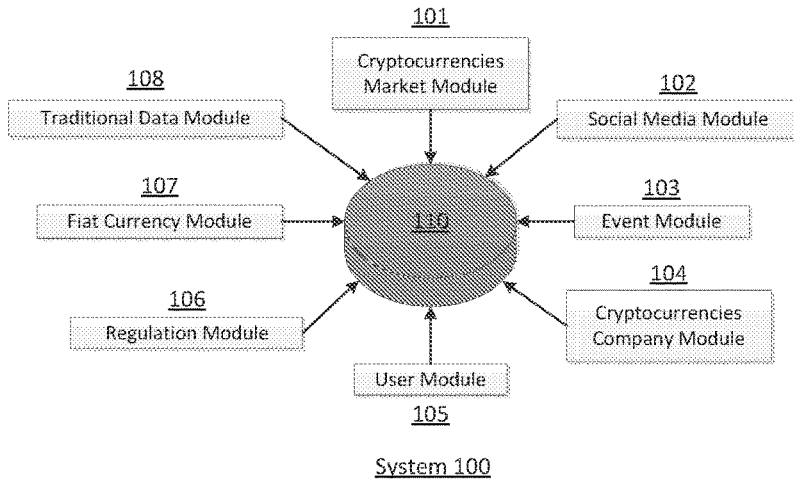 101
Cryptocurrencies
Market Module
108
Traditional Data Module
102
Social Media Module
107
Fiat Currency Module
110
103
Event Module
106
Regulation Module
104
Cryptocurrencies
Company Module
User Module
105
System 100